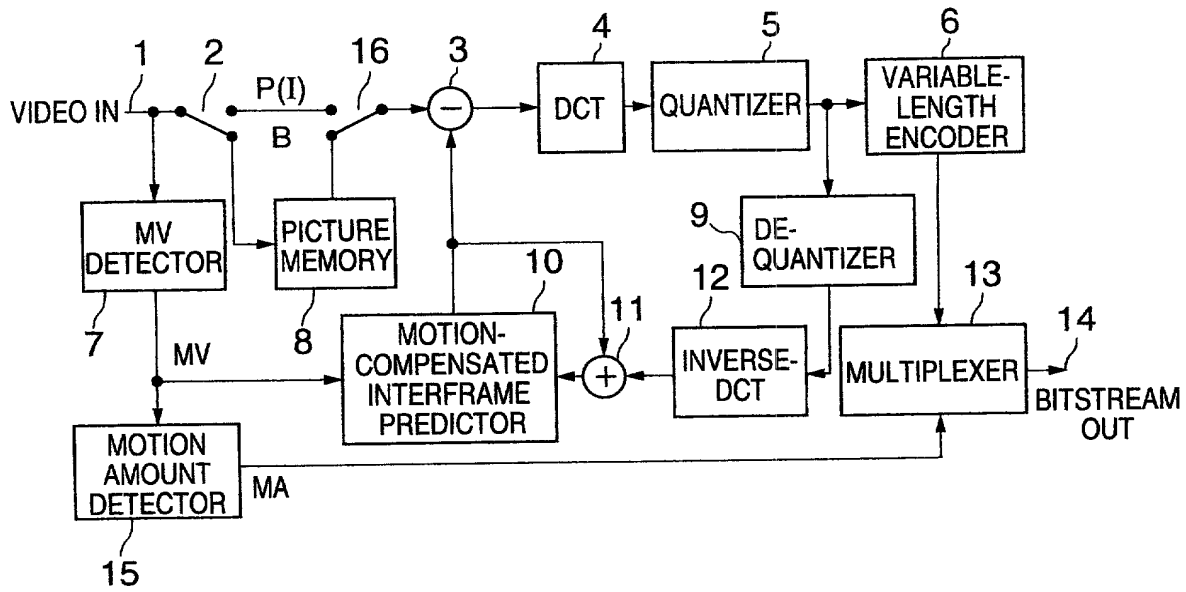 1
2
16
3
4
5
6
VIDEO IN
P(I)
B
−
DCT
QUANTIZER
VARIABLE-
LENGTH
ENCODER
MV
DETECTOR
7
PICTURE
MEMORY
8
9
DE-
QUANTIZER
10
11
12
13
14
MV
MOTION-
COMPENSATED
INTERFRAME
PREDICTOR
+
INVERSE-
DCT
MULTIPLEXER
BITSTREAM
OUT
MOTION
AMOUNT
DETECTOR
MA
15